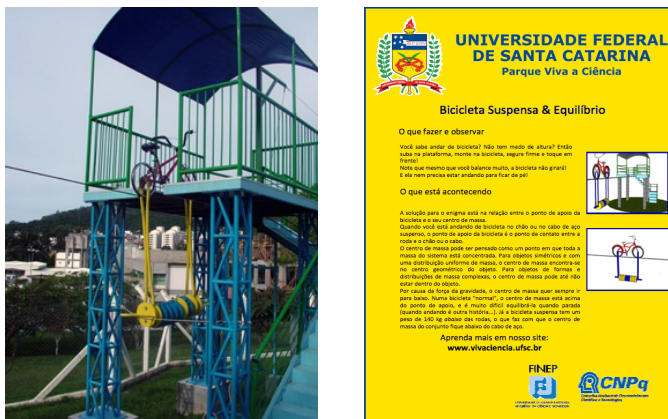 UNIVERSIDADE FEDERAL
DE SANTA CATARINA
Parque Viva a Ciência
Bicicleta Suspensa & Equilíbrio
O que fazer e observar
Você sabe andar de bicicleta? Não tem medo de altura? Então
suba na plataforma, monte na bicicleta, segure firme e toque em
frente!
Note que mesmo que você balance muito, a bicicleta não girará!
E ela nem precisa estar andando para ficar de pé!
O que está acontecendo
A solução para o enigma está na relação entre o ponto de apoio da
bicicleta e o seu centro de massa.
Quando você está andando de bicicleta no chão ou no cabo de aço
suspenso, o ponto de apoio da bicicleta é o ponto de contato entre a
roda e o chão ou o cabo.
O centro de massa pode ser pensado como um ponto em que toda a
massa do sistema está concentrada. Para objetos simétricos e com
uma distribuição uniforme de massa, o centro de massa encontra-se
no centro geométrico do objeto. Para objetos de formas e
distribuições de massa complexas, o centro de massa pode até não
estar dentro do objeto.
Por causa da força da gravidade, o centro de massa quer sempre ir
para baixo. Numa bicicleta "normal", o centro de massa está acima
do ponto de apoio, e é muito difícil equilibrá-la quando parada
(quando andando é outra história...). Já a bicicleta suspensa tem um
peso de 140 kg abaixo das rodas, o que faz com que o centro de
massa do conjunto fique abaixo do cabo de aço.
Aprenda mais em nosso site:
www.vivaciencia.ufsc.br
FINEP
CNPq